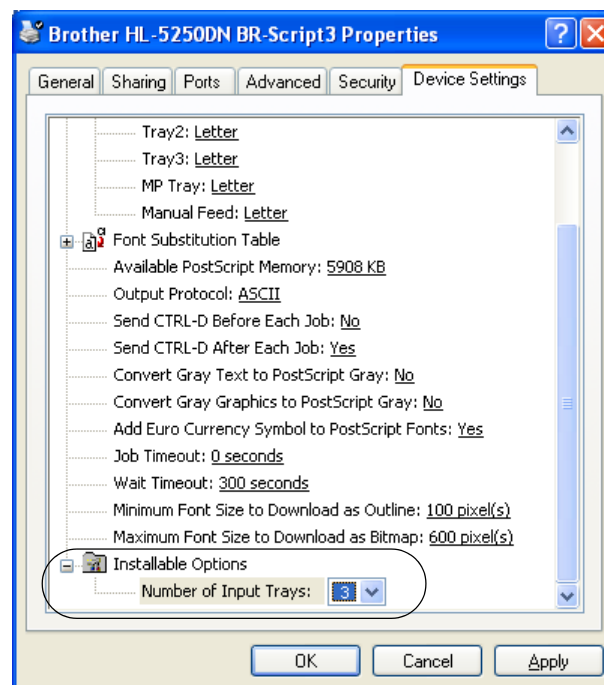 Brother HL-5250DN BR-Script3 Properties
General Sharing Ports Advanced Security Device Settings
Tray2: Letter
Tray3: Letter
MP Tray: Letter
Manual Feed: Letter
Font Substitution Table
Available PostScript Memory: 5908 KB
Output Protocol: ASCII
Send CTRL-D Before Each Job: No
Send CTRL-D After Each Job: Yes
Convert Gray Text to PostScript Gray: No
Convert Gray Graphics to PostScript Gray: No
Add Euro Currency Symbol to PostScript Fonts: Yes
Job Timeout: 0 seconds
Wait Timeout: 300 seconds
Minimum Font Size to Download as Outline: 100 pixel(s)
Maximum Font Size to Download as Bitmap: 600 pixel(s)
Installable Options
Number of Input Trays: 3
OK Cancel Apply